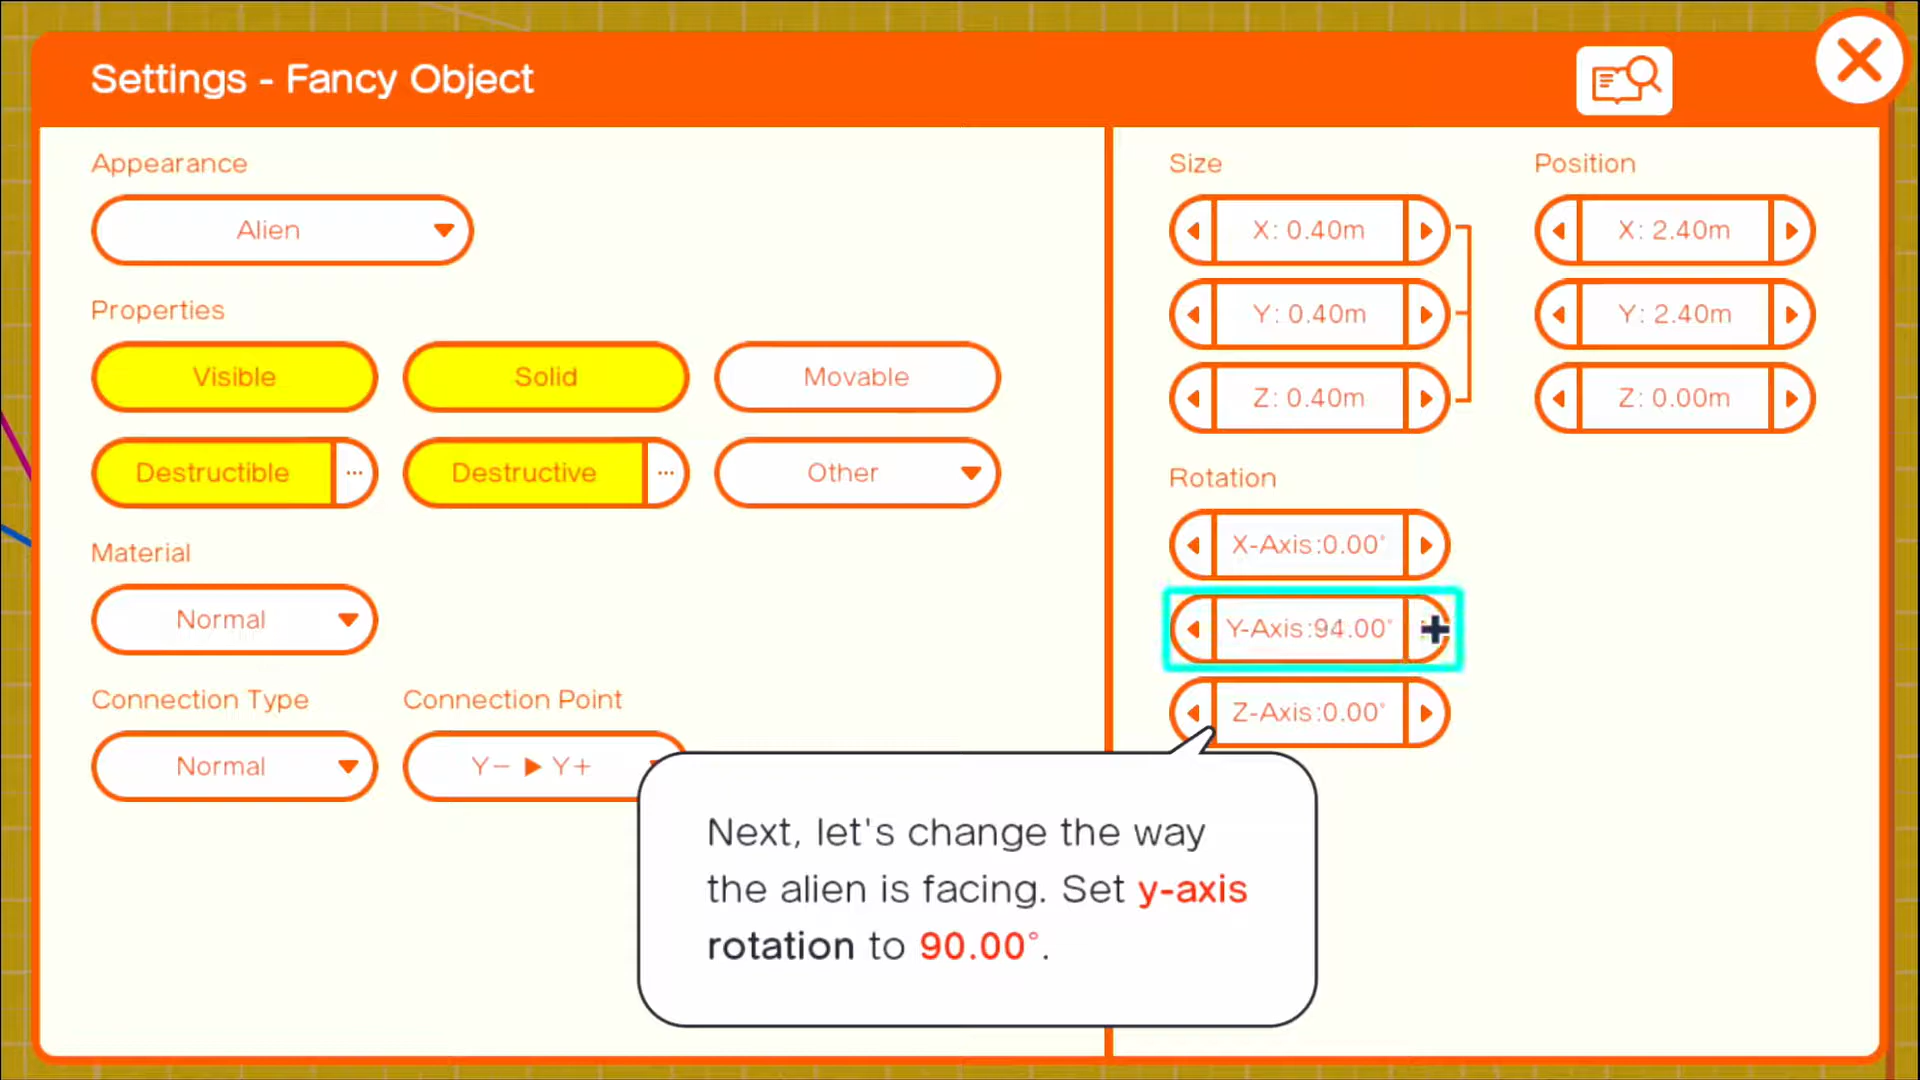 Settings - Fancy Object
Appearance
Alien
Properties
Visible
Solid
Movable
Destructible
...
Destructive
...
Other
Material
Normal
Connection Type
Connection Point
Normal
Y− ▶ Y+
Size
Position
X: 0.40m
X: 2.40m
Y: 0.40m
Y: 2.40m
Z: 0.40m
Z: 0.00m
Rotation
X-Axis:0.00°
Y-Axis:94.00°
Z-Axis:0.00°
Next, let's change the way
the alien is facing. Set y-axis
rotation to 90.00°.